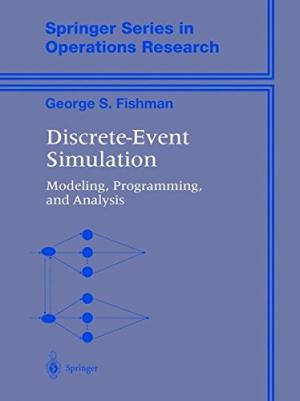 Springer Series in
Operations Research
George S. Fishman
Discrete-Event
Simulation
Modeling, Programming,
and Analysis
Springer